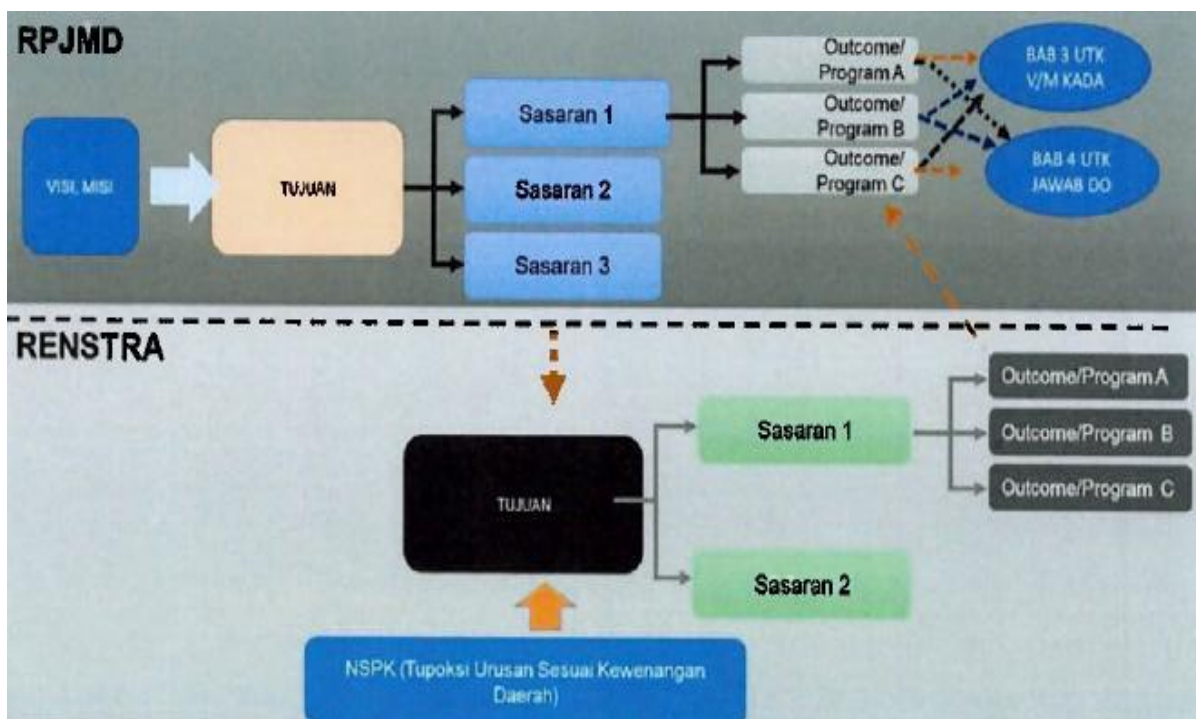 RPJMD
VISI, MISI
TUJUAN
Sasaran 1
Sasaran 2
Sasaran 3
Outcome/
Program A
Outcome/
Program B
Outcome/
Program C
BAB 3 UTK
V/M KADA
BAB 4 UTK
JAWAB DO
RENSTRA
TUJUAN
Sasaran 1
Sasaran 2
Outcome/Program A
Outcome/Program B
Outcome/Program C
NSPK (Tupoksi Urusan Sesuai Kewenangan
Daerah)